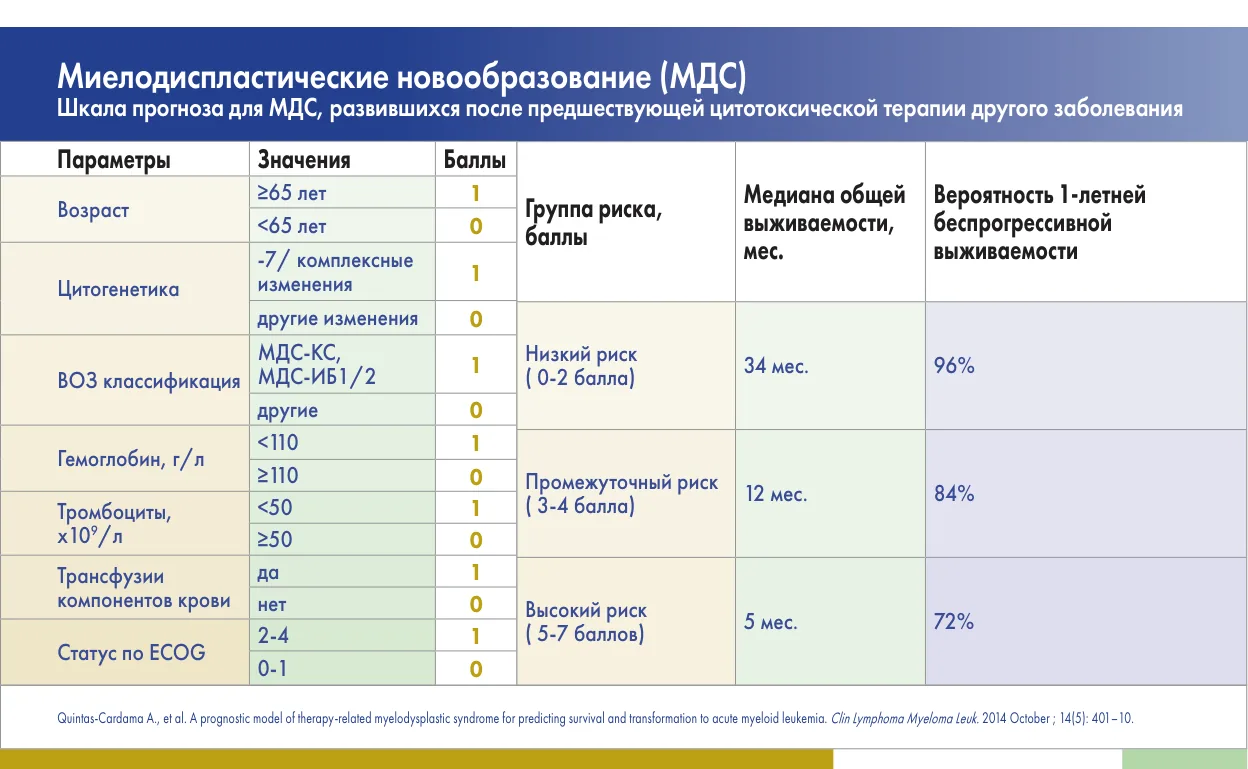 Миелодиспластические новообразование (МДС)
Шкала прогноза для МДС, развившихся после предшествующей цитотоксической терапии другого заболевания
Параметры
Значения
Баллы
Возраст
≥65 лет
1
<65 лет
0
Цитогенетика
-7/ комплексные
изменения
1
другие изменения
0
ВОЗ классификация
МДС-КС,
МДС-ИБ1/2
1
другие
0
Гемоглобин, г/л
<110
1
≥110
0
Тромбоциты,
х10⁹/л
<50
1
≥50
0
Трансфузии
компонентов крови
да
1
нет
0
Статус по ECOG
2-4
1
0-1
0
Группа риска,
баллы
Медиана общей
выживаемости,
мес.
Вероятность 1-летней
беспрогрессивной
выживаемости
Низкий риск
( 0-2 балла)
34 мес.
96%
Промежуточный риск
( 3-4 балла)
12 мес.
84%
Высокий риск
( 5-7 баллов)
5 мес.
72%
Quintas-Cardama A., et al. A prognostic model of therapy-related myelodysplastic syndrome for predicting survival and transformation to acute myeloid leukemia. Clin Lymphoma Myeloma Leuk. 2014 October ; 14(5): 401–10.